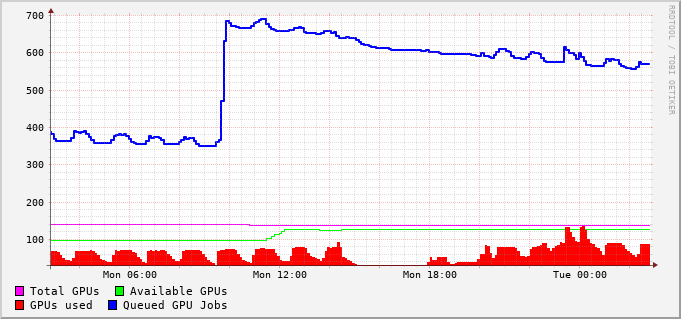 700
600
500
400
300
200
100
Mon 06:00 Mon 12:00 Mon 18:00 Tue 00:00
Total GPUs Available GPUs
GPUs used Queued GPU Jobs
RRDTOOL / TOBI OETIKER